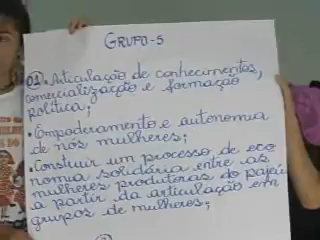 GRUPO-5
01. Articulação de conhecimentos,
comercialização e formação
política;
• Empoderamento e autonomia
de nós mulheres;
• Construir um processo de eco
nomia solidária entre as
mulheres produtoras do pajeú
a partir da articulação em
grupos de mulheres;